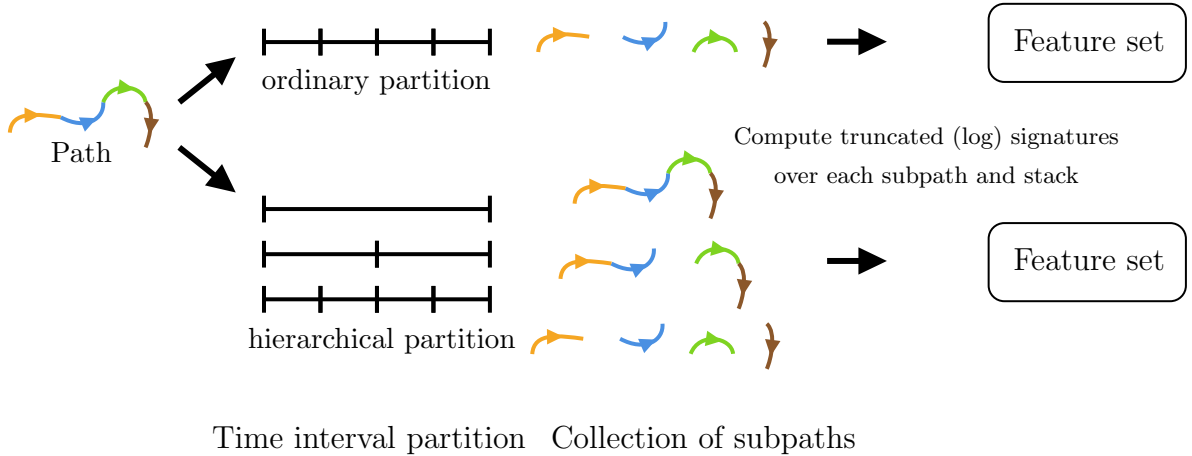 Feature set
ordinary partition
Path
Compute truncated (log) signatures
over each subpath and stack
Feature set
hierarchical partition
Time interval partition
Collection of subpaths